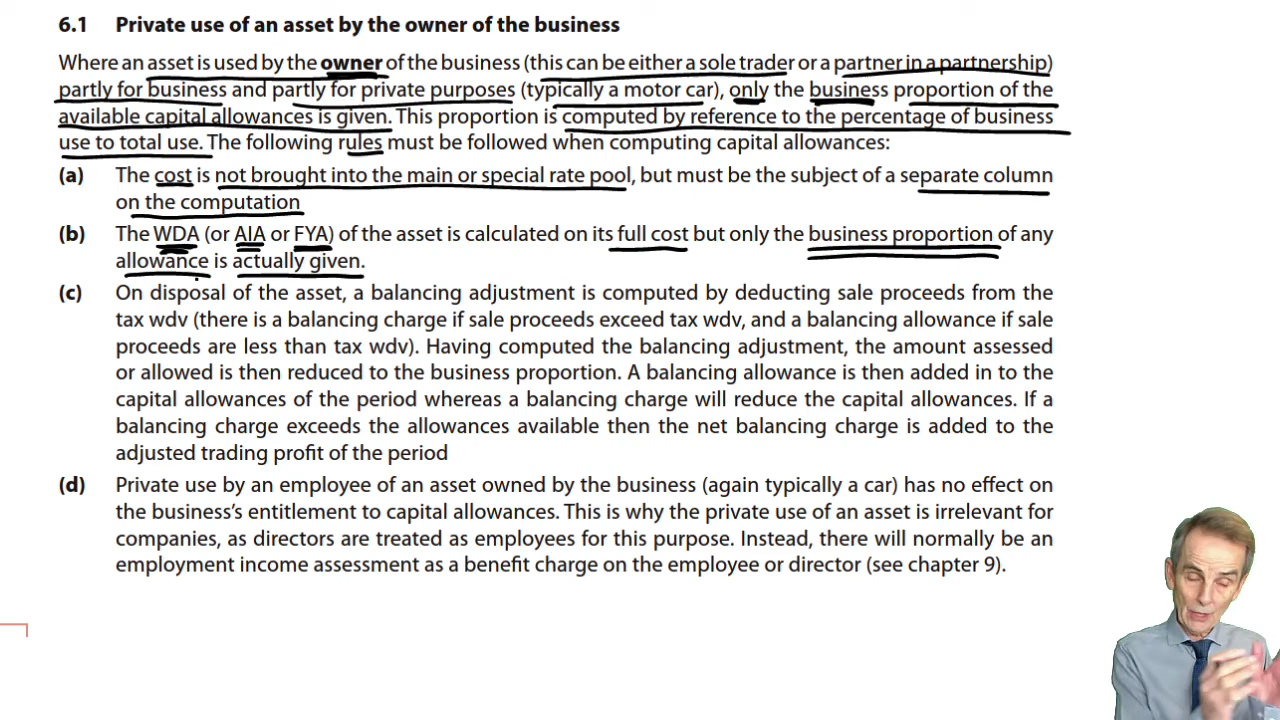 6.1 Private use of an asset by the owner of the business
Where an asset is used by the owner of the business (this can be either a sole trader or a partner in a partnership)
partly for business and partly for private purposes (typically a motor car), only the business proportion of the
available capital allowances is given. This proportion is computed by reference to the percentage of business
use to total use. The following rules must be followed when computing capital allowances:
(a) The cost is not brought into the main or special rate pool, but must be the subject of a separate column
on the computation
(b) The WDA (or AIA or FYA) of the asset is calculated on its full cost but only the business proportion of any
allowance is actually given.
(c) On disposal of the asset, a balancing adjustment is computed by deducting sale proceeds from the
tax wdv (there is a balancing charge if sale proceeds exceed tax wdv, and a balancing allowance if sale
proceeds are less than tax wdv). Having computed the balancing adjustment, the amount assessed
or allowed is then reduced to the business proportion. A balancing allowance is then added in to the
capital allowances of the period whereas a balancing charge will reduce the capital allowances. If a
balancing charge exceeds the allowances available then the net balancing charge is added to the
adjusted trading profit of the period
(d) Private use by an employee of an asset owned by the business (again typically a car) has no effect on
the business's entitlement to capital allowances. This is why the private use of an asset is irrelevant for
companies, as directors are treated as employees for this purpose. Instead, there will normally be an
employment income assessment as a benefit charge on the employee or director (see chapter 9).